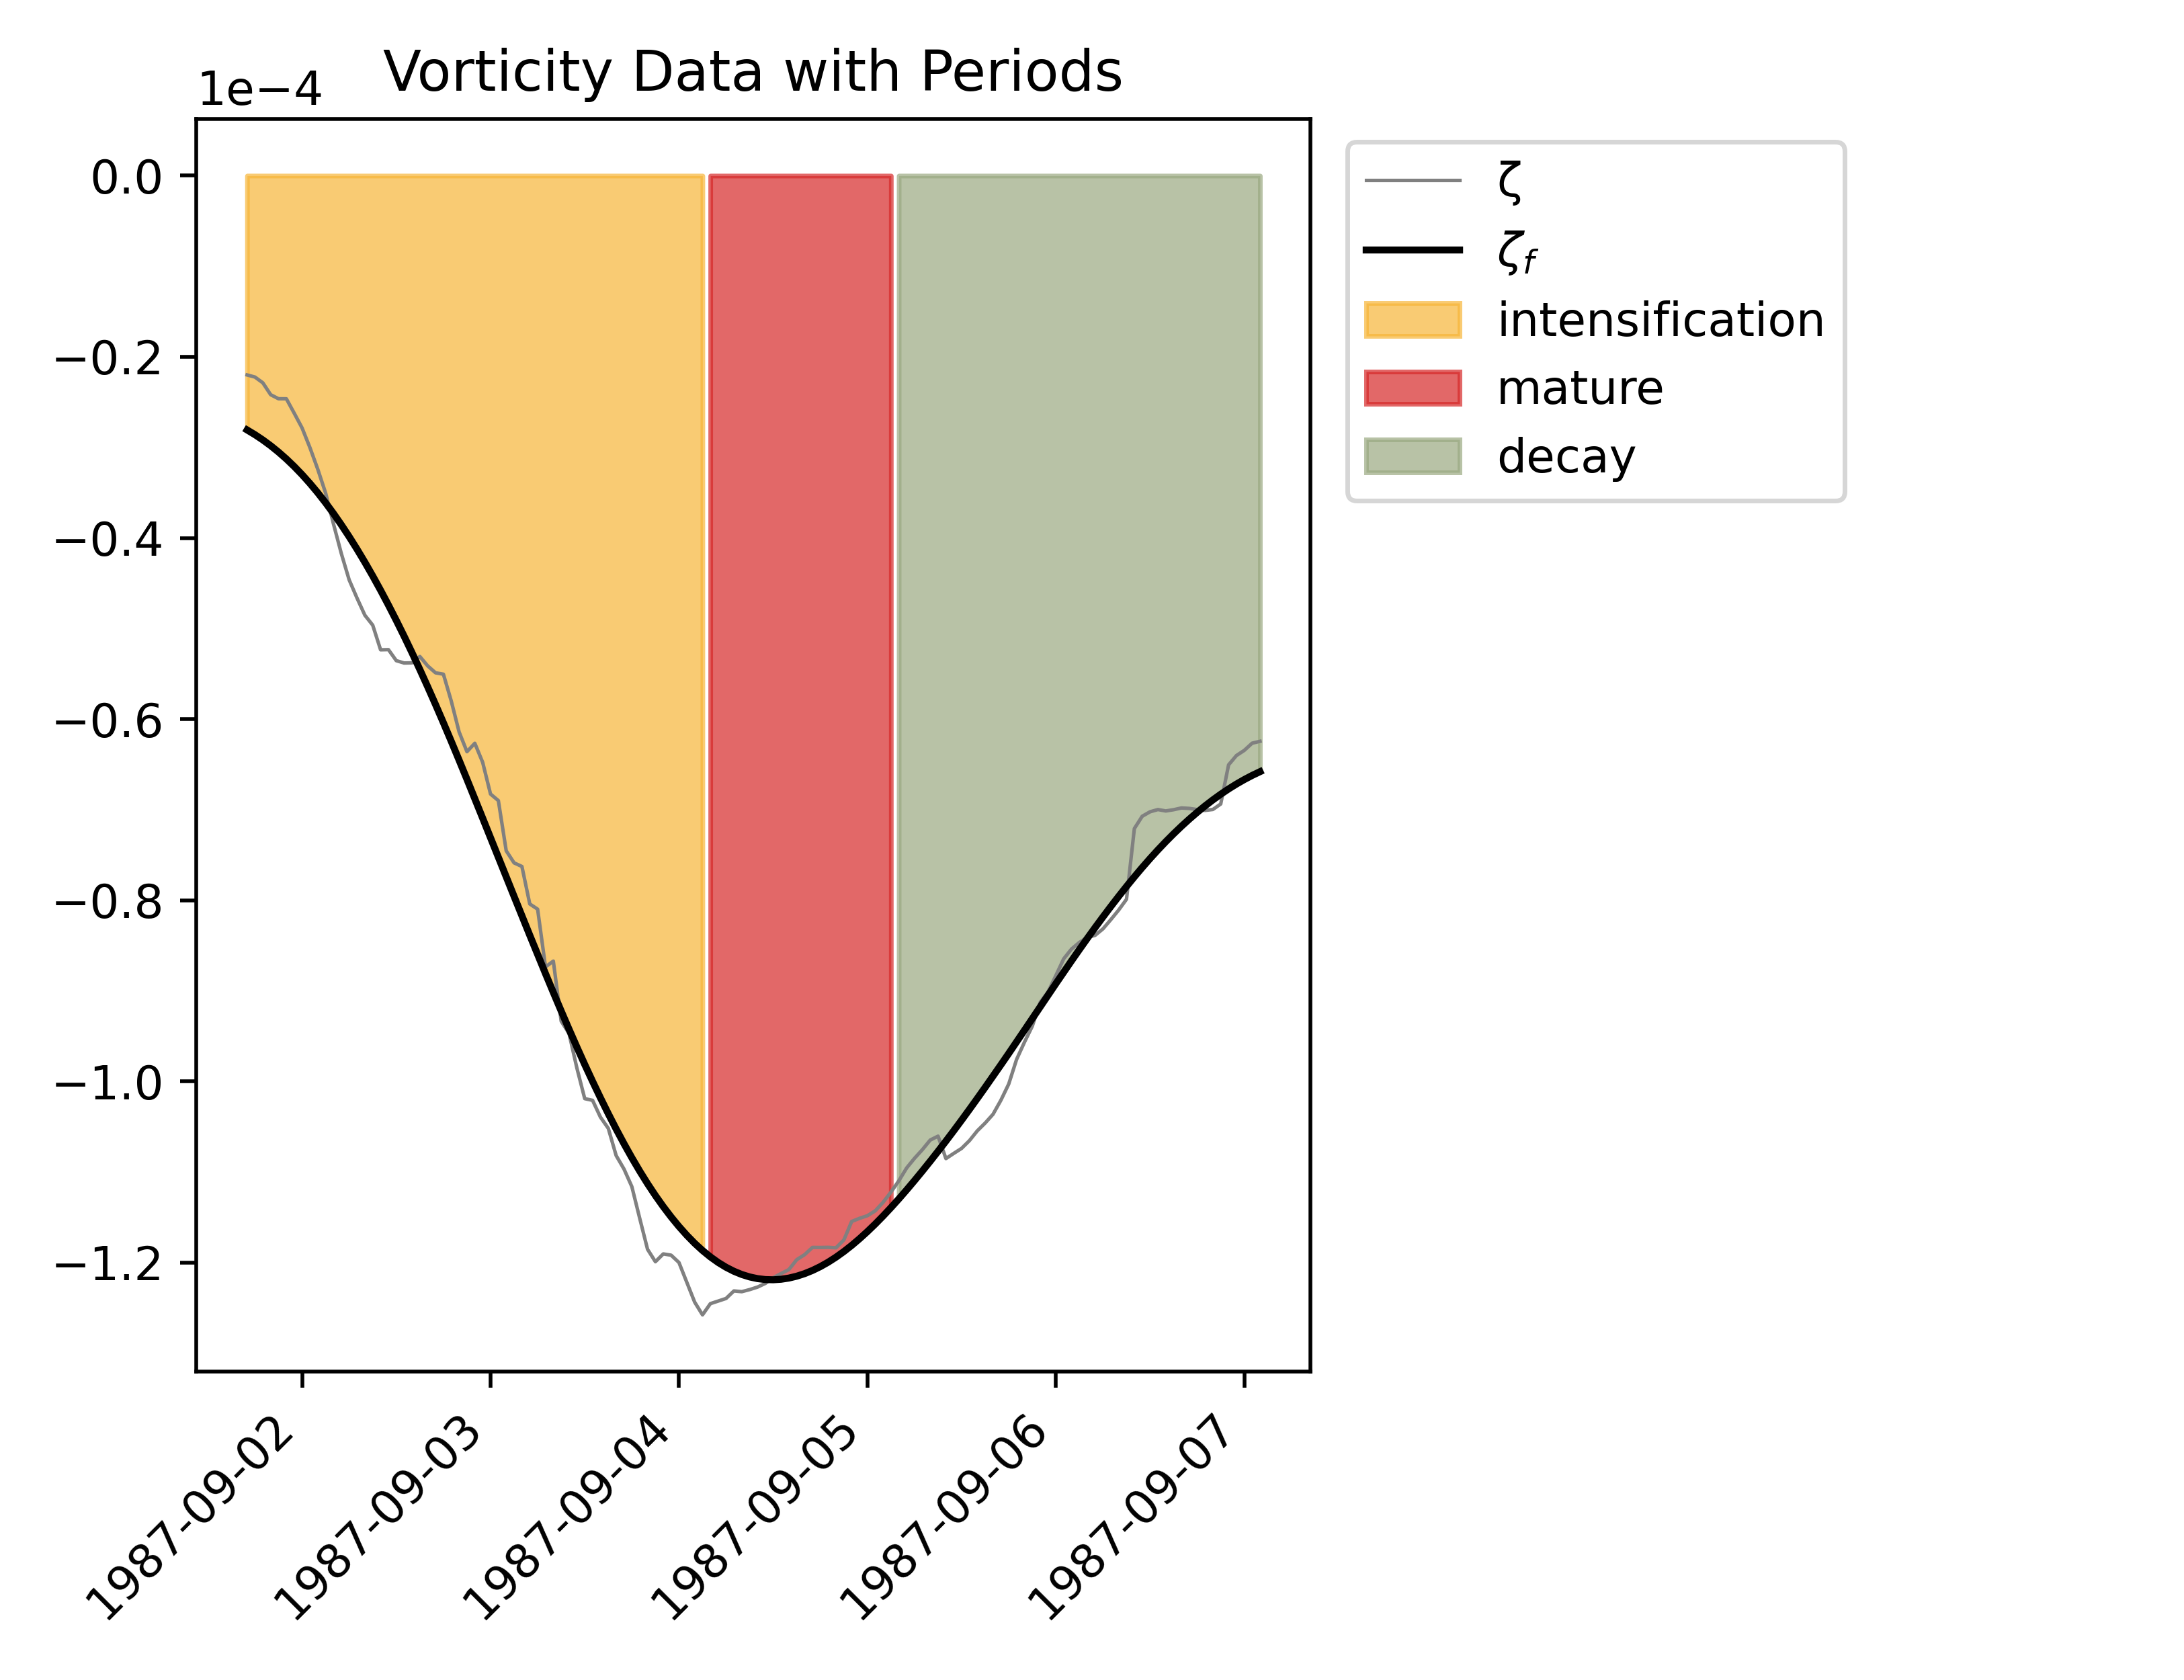 Vorticity Data with Periods
1e−4
0.0
−0.2
−0.4
−0.6
−0.8
−1.0
−1.2
1987-09-02
1987-09-03
1987-09-04
1987-09-05
1987-09-06
1987-09-07
ζ
ζf
intensification
mature
decay